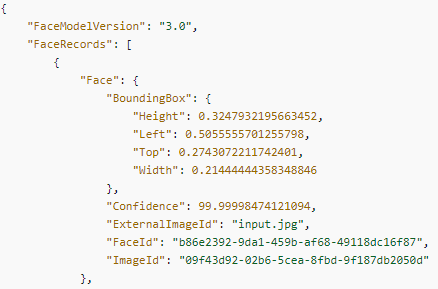 {
"FaceModelVersion": "3.0",
"FaceRecords": [
{
"Face": {
"BoundingBox": {
"Height": 0.3247932195663452,
"Left": 0.5055555701255798,
"Top": 0.2743072211742401,
"Width": 0.21444444358348846
},
"Confidence": 99.99998474121094,
"ExternalImageId": "input.jpg",
"FaceId": "b86e2392-9da1-459b-af68-49118dc16f87",
"ImageId": "09f43d92-02b6-5cea-8fbd-9f187db2050d"
},